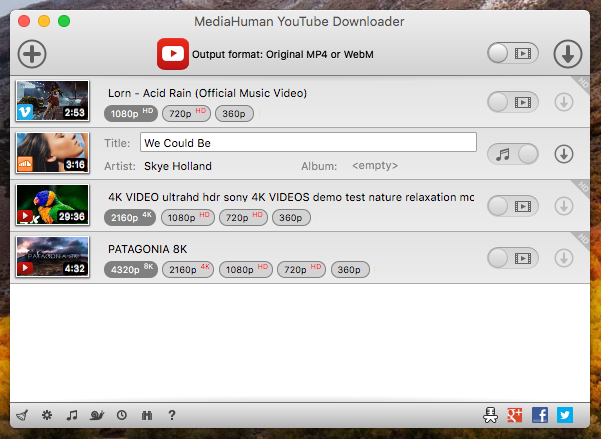 MediaHuman YouTube Downloader
Output format: Original MP4 or WebM
HD
2:53
Lorn - Acid Rain (Official Music Video)
1080p HD 720p HD 360p
3:16
Title: We Could Be
Artist: Skye Holland Album: <empty>
HD
29:36
4K VIDEO ultrahd hdr sony 4K VIDEOS demo test nature relaxation mo
2160p 4K 1080p HD 720p HD 360p
HD
PATAGONIA 8K
4:32
PATAGONIA 8K
4320p 8K 2160p 4K 1080p HD 720p HD 360p
?